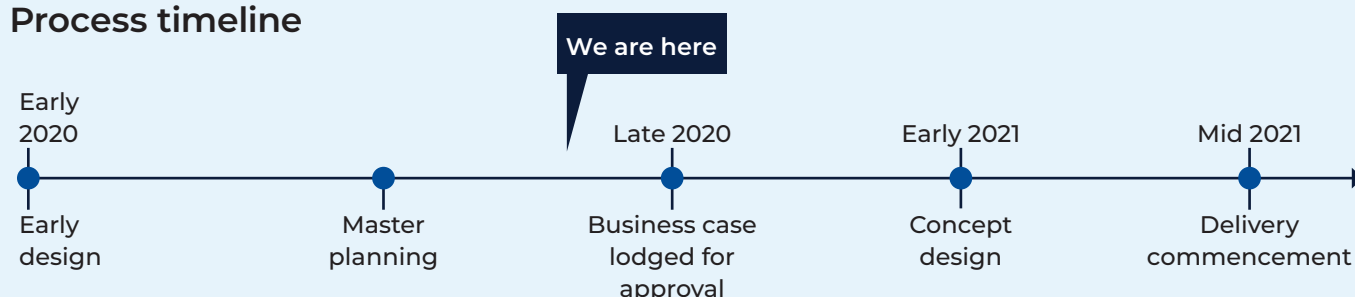 Process timeline
We are here
Early
2020
Late 2020
Early 2021
Mid 2021
Early
design
Master
planning
Business case
lodged for
approval
Concept
design
Delivery
commencement